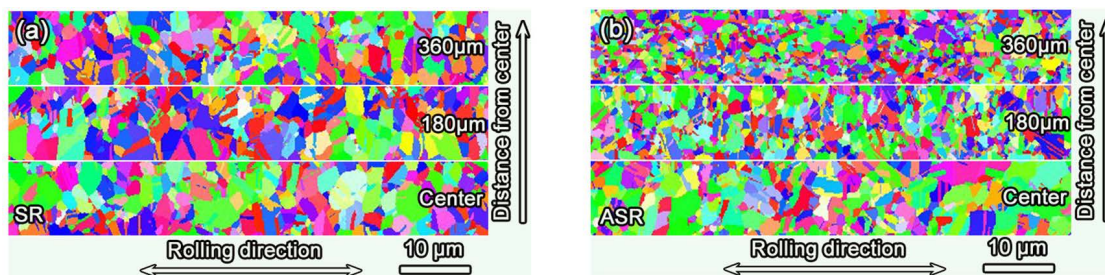 (a)
360μm
180μm
Center
SR
Distance from center
Rolling direction
10 μm
(b)
360μm
180μm
Center
ASR
Distance from center
Rolling direction
10 μm